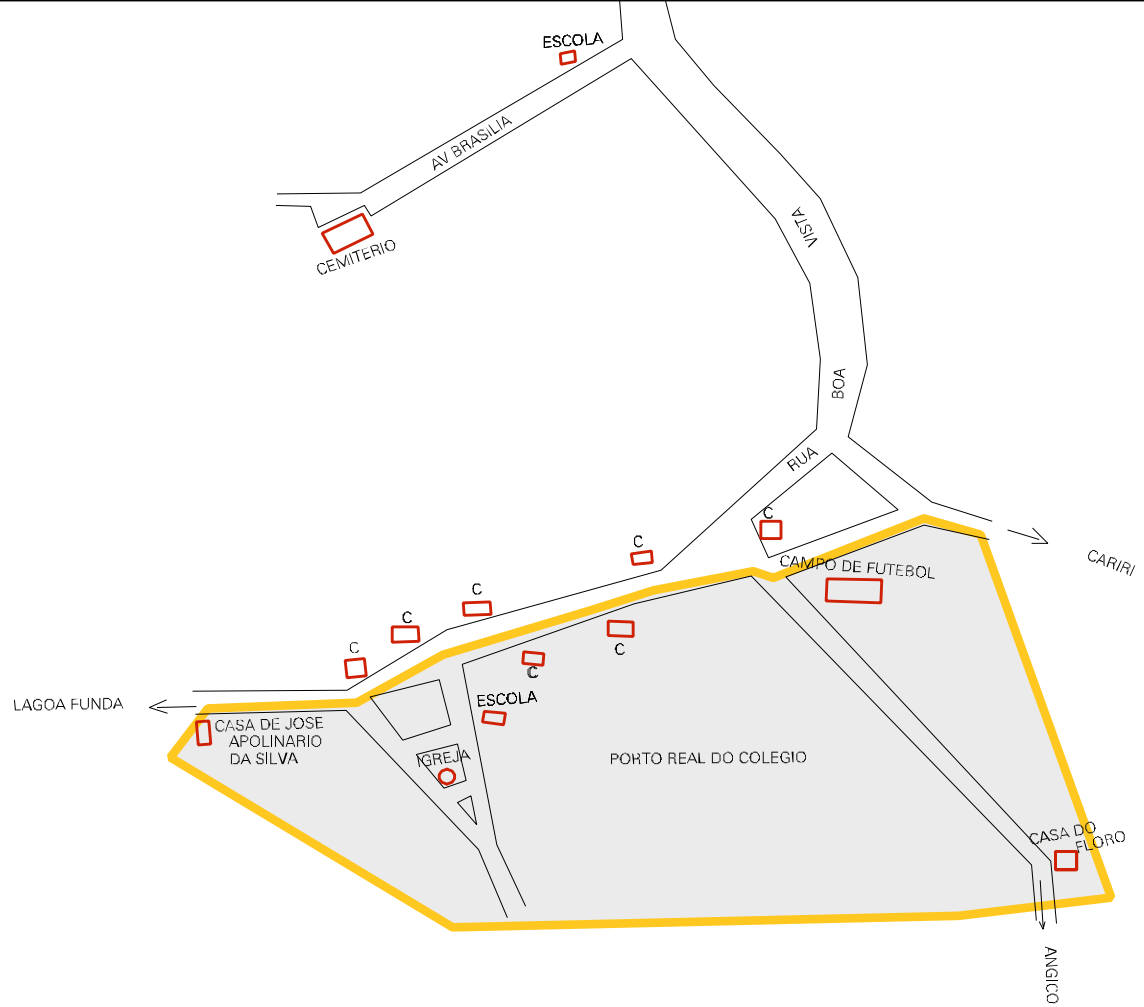 ESCOLA
AV BRASILIA
CEMITERIO
VISTA
BOA
RUA
C
C
CARIRI
CAMPO DE FUTEBOL
C
C
C
C
C
ESCOLA
LAGOA FUNDA
CASA DE JOSE
APOLINARIO
DA SILVA
IGREJA
PORTO REAL DO COLEGIO
CASA DO
FLORO
ANGICO